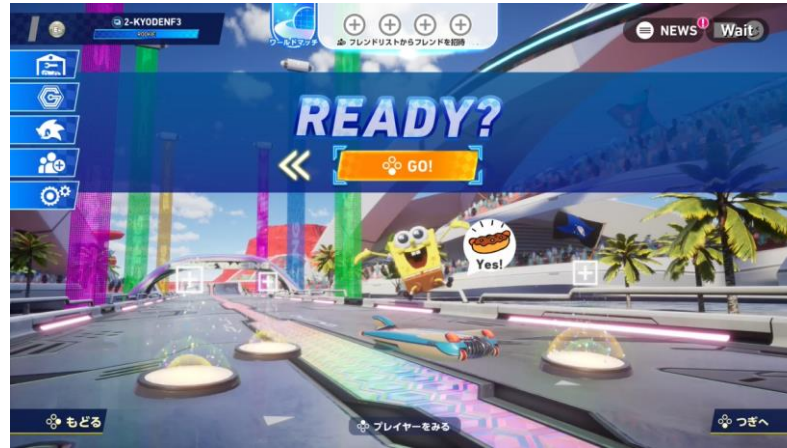 2-KYODENF3
ROOKIE
ワールドマッチ
フレンドリストからフレンドを招待
NEWS
Wait
READY?
GO!
Yes!
もどる
プレイヤーをみる
つぎへ